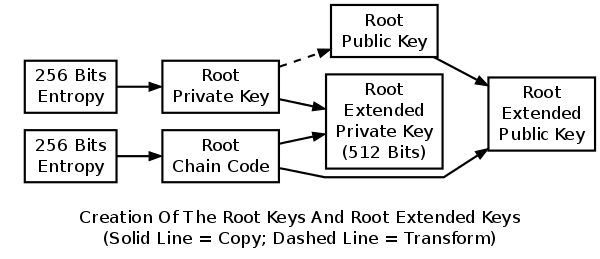 Root
Public Key
256 Bits
Entropy
Root
Private Key
Root
Extended
Private Key
(512 Bits)
Root
Extended
Public Key
256 Bits
Entropy
Root
Chain Code
Creation Of The Root Keys And Root Extended Keys
(Solid Line = Copy; Dashed Line = Transform)